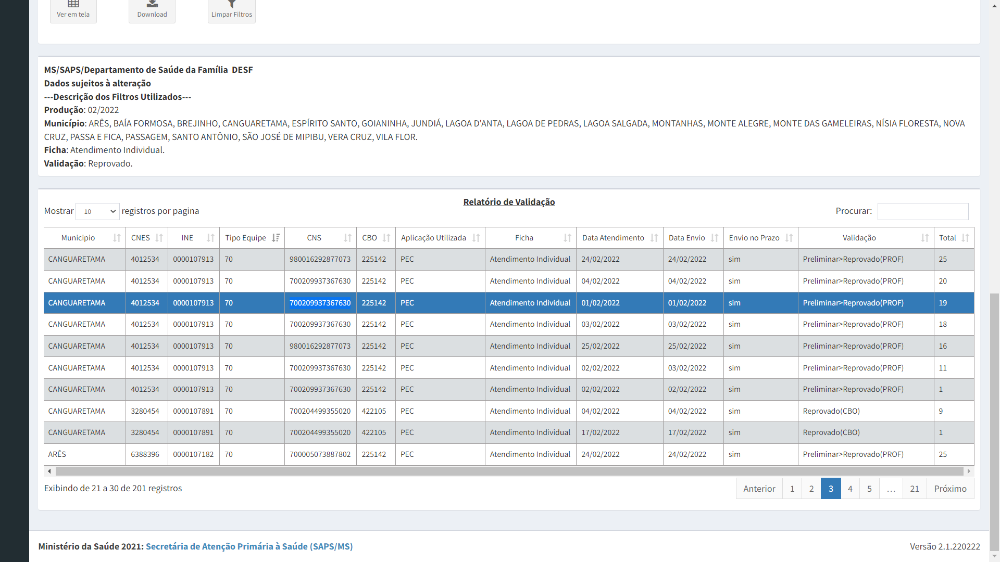 Ver em tela Download Limpar Filtros
MS/SAPS/Departamento de Saúde da Família DESF
Dados sujeitos à alteração
---Descrição dos Filtros Utilizados---
Produção: 02/2022
Município: ARÊS, BAÍA FORMOSA, BREJINHO, CANGUARETAMA, ESPÍRITO SANTO, GOIANINHA, JUNDIÁ, LAGOA D'ANTA, LAGOA DE PEDRAS, LAGOA SALGADA, MONTANHAS, MONTE ALEGRE, MONTE DAS GAMELEIRAS, NÍSIA FLORESTA, NOVA
CRUZ, PASSA E FICA, PASSAGEM, SANTO ANTÔNIO, SÃO JOSÉ DE MIPIBU, VERA CRUZ, VILA FLOR.
Ficha: Atendimento Individual.
Validação: Reprovado.
Relatório de Validação
Mostrar 10 registros por pagina Procurar:
Municipio CNES INE Tipo Equipe CNS CBO Aplicação Utilizada Ficha Data Atendimento Data Envio Envio no Prazo Validação Total
CANGUARETAMA 4012534 0000107913 70 980016292877073 225142 PEC Atendimento Individual 24/02/2022 24/02/2022 sim Preliminar>Reprovado(PROF) 25
CANGUARETAMA 4012534 0000107913 70 700209937367630 225142 PEC Atendimento Individual 04/02/2022 04/02/2022 sim Preliminar>Reprovado(PROF) 20
CANGUARETAMA 4012534 0000107913 70 700209937367630 225142 PEC Atendimento Individual 01/02/2022 01/02/2022 sim Preliminar>Reprovado(PROF) 19
CANGUARETAMA 4012534 0000107913 70 700209937367630 225142 PEC Atendimento Individual 03/02/2022 03/02/2022 sim Preliminar>Reprovado(PROF) 18
CANGUARETAMA 4012534 0000107913 70 980016292877073 225142 PEC Atendimento Individual 25/02/2022 25/02/2022 sim Preliminar>Reprovado(PROF) 16
CANGUARETAMA 4012534 0000107913 70 700209937367630 225142 PEC Atendimento Individual 02/02/2022 03/02/2022 sim Preliminar>Reprovado(PROF) 11
CANGUARETAMA 4012534 0000107913 70 700209937367630 225142 PEC Atendimento Individual 02/02/2022 02/02/2022 sim Preliminar>Reprovado(PROF) 1
CANGUARETAMA 3280454 0000107891 70 700204499355020 422105 PEC Atendimento Individual 04/02/2022 04/02/2022 sim Reprovado(CBO) 9
CANGUARETAMA 3280454 0000107891 70 700204499355020 422105 PEC Atendimento Individual 17/02/2022 17/02/2022 sim Reprovado(CBO) 1
ARÊS 6388396 0000107182 70 700005073887802 225142 PEC Atendimento Individual 24/02/2022 24/02/2022 sim Preliminar>Reprovado(PROF) 25
Exibindo de 21 a 30 de 201 registros Anterior 1 2 3 4 5 … 21 Próximo
Ministério da Saúde 2021: Secretária de Atenção Primária à Saúde (SAPS/MS) Versão 2.1.220222